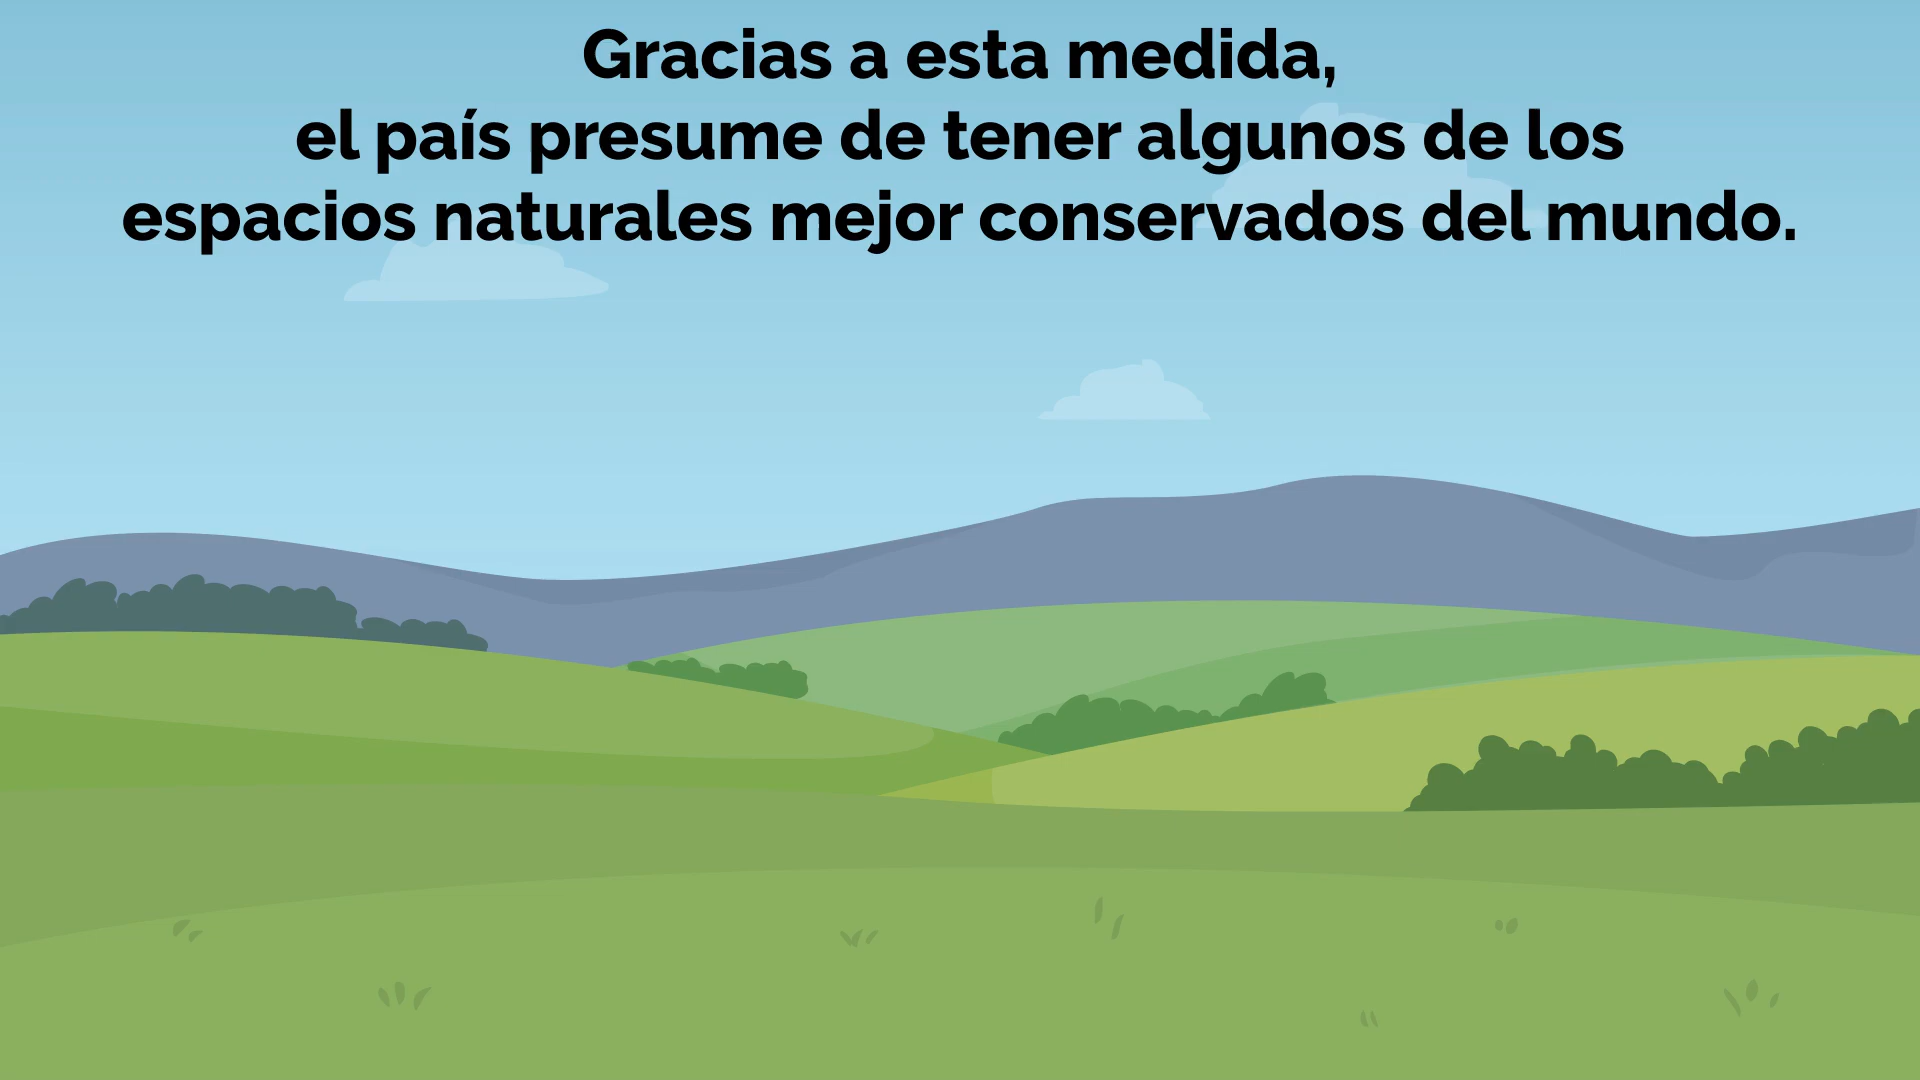 Gracias a esta medida,
el país presume de tener algunos de los
espacios naturales mejor conservados del mundo.